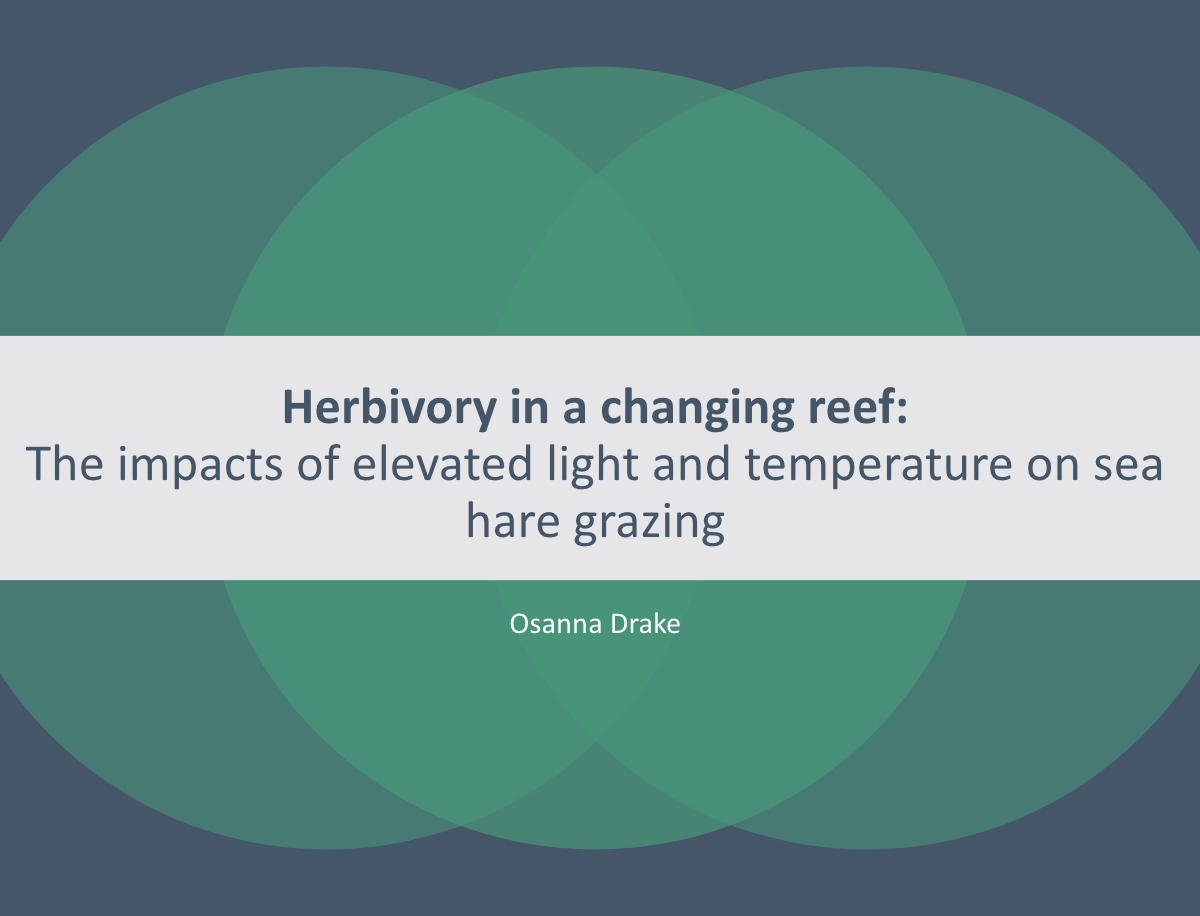 Herbivory in a changing reef:
The impacts of elevated light and temperature on sea
hare grazing
Osanna Drake